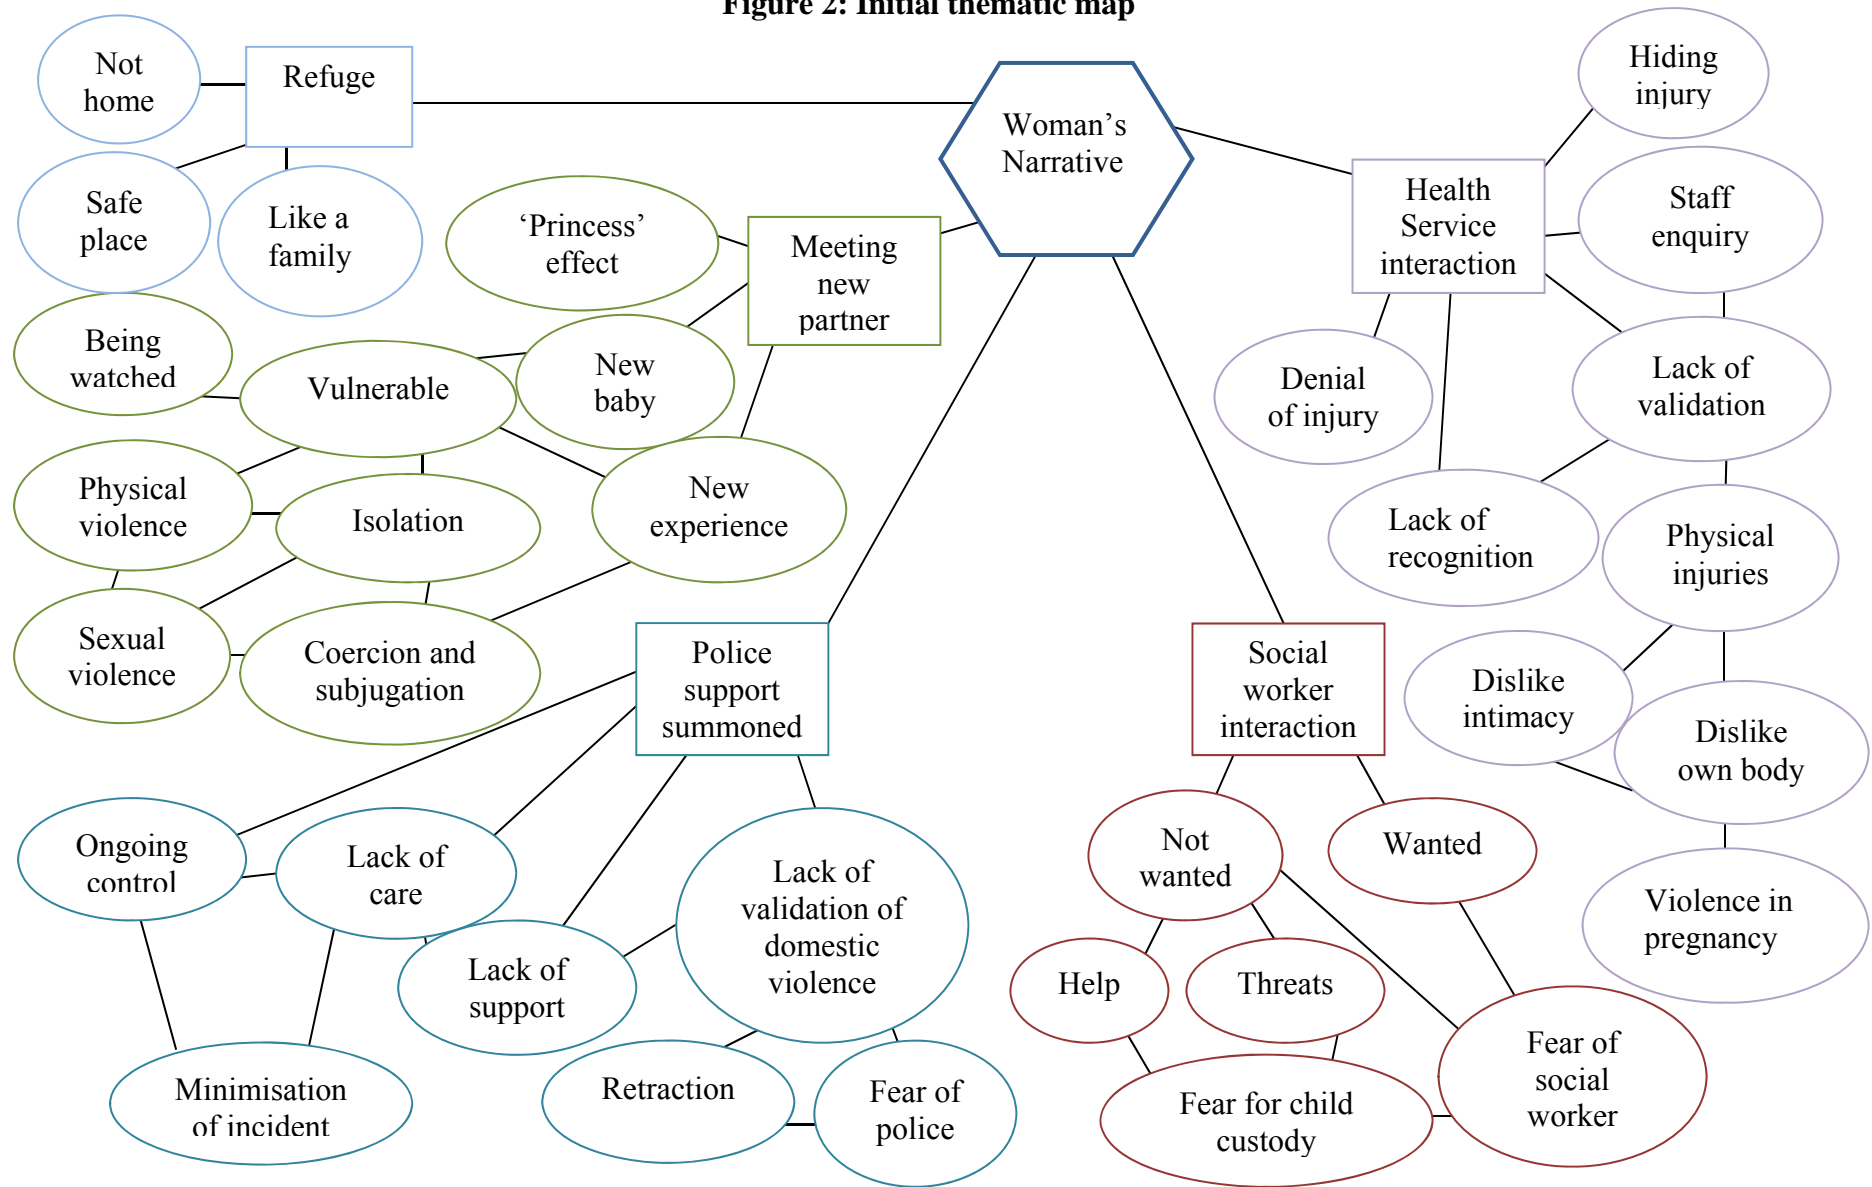 Figure 2: Initial thematic map
Not
home
Refuge
Safe
place
Like a
family
Woman’s
Narrative
‘Princess’
effect
Meeting
new
partner
Being
watched
Vulnerable
New
baby
Physical
violence
Isolation
New
experience
Sexual
violence
Coercion and
subjugation
Hiding
injury
Health
Service
interaction
Staff
enquiry
Denial
of injury
Lack of
validation
Lack of
recognition
Physical
injuries
Dislike
intimacy
Dislike
own body
Violence in
pregnancy
Police
support
summoned
Ongoing
control
Lack of
care
Lack of
support
Lack of
validation of
domestic
violence
Minimisation
of incident
Retraction
Fear of
police
Social
worker
interaction
Not
wanted
Wanted
Help
Threats
Fear for child
custody
Fear of
social
worker